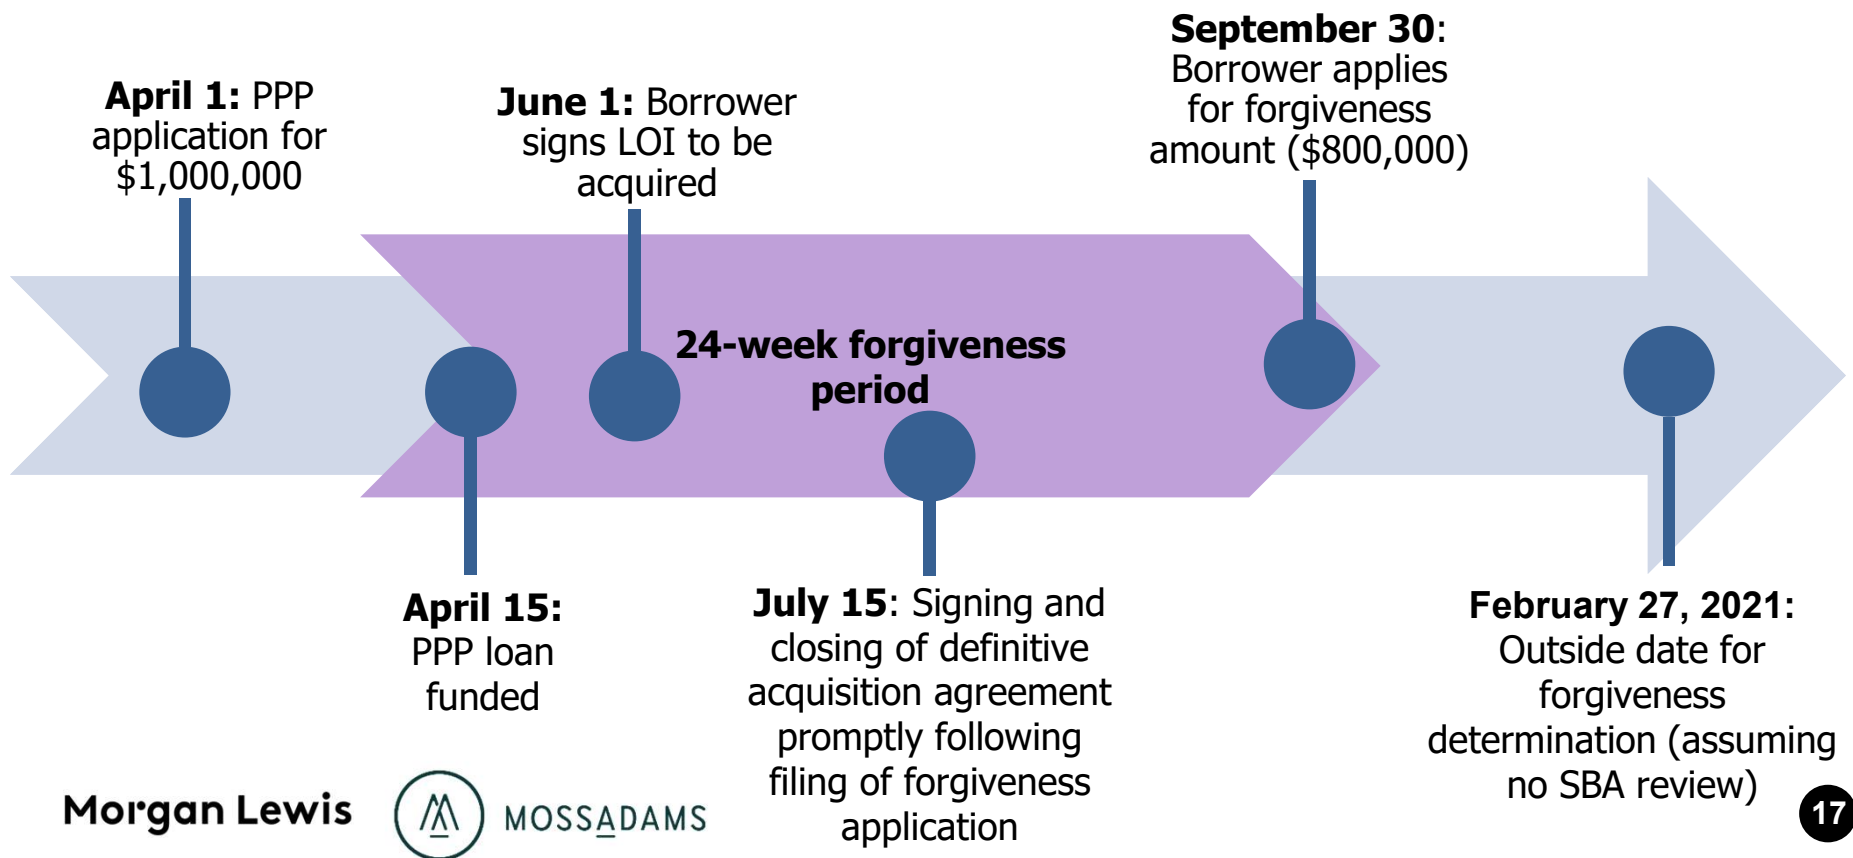 April 1: PPP
application for
$1,000,000
June 1: Borrower
signs LOI to be
acquired
September 30:
Borrower applies
for forgiveness
amount ($800,000)
24-week forgiveness
period
April 15:
PPP loan
funded
July 15: Signing and
closing of definitive
acquisition agreement
promptly following
filing of forgiveness
application
February 27, 2021:
Outside date for
forgiveness
determination (assuming
no SBA review)
Morgan Lewis
MOSSADAMS
17